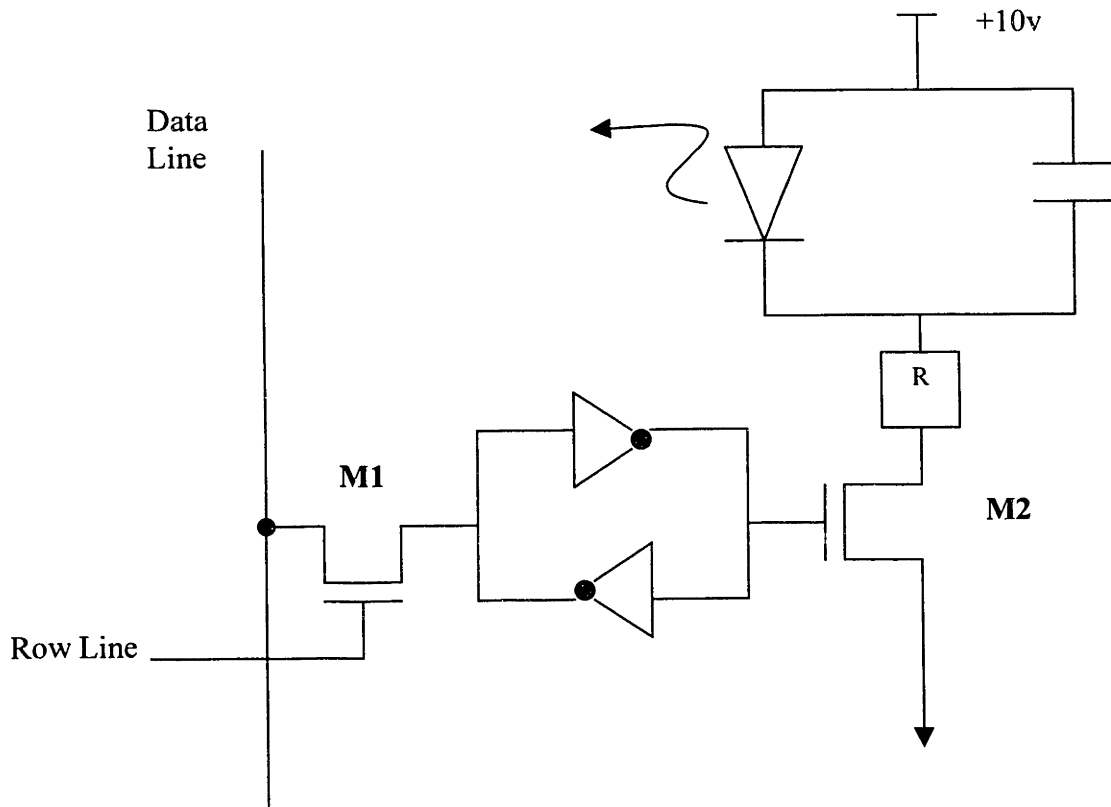 +10v
Data
Line
R
M1
M2
Row Line